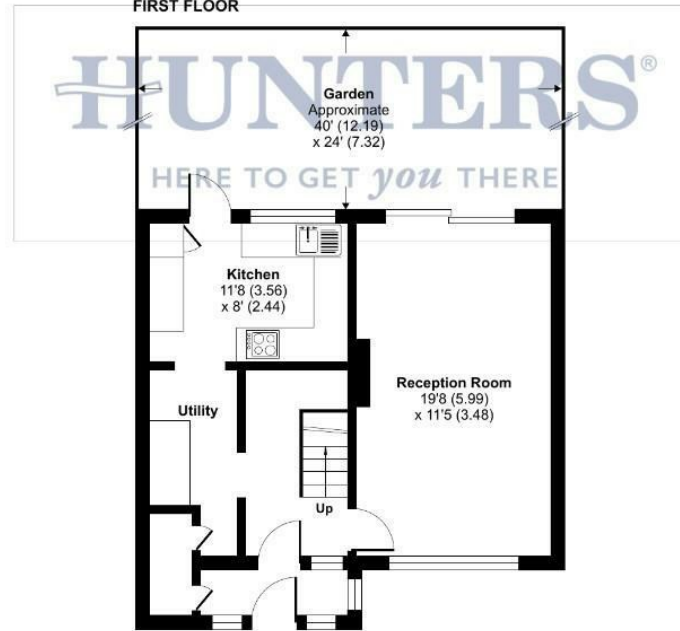 FIRST FLOOR
HUNTERS®
HERE TO GET you THERE
Garden
Approximate
40' (12.19)
x 24' (7.32)
Kitchen
11'8 (3.56)
x 8' (2.44)
Reception Room
19'8 (5.99)
x 11'5 (3.48)
Utility
Up